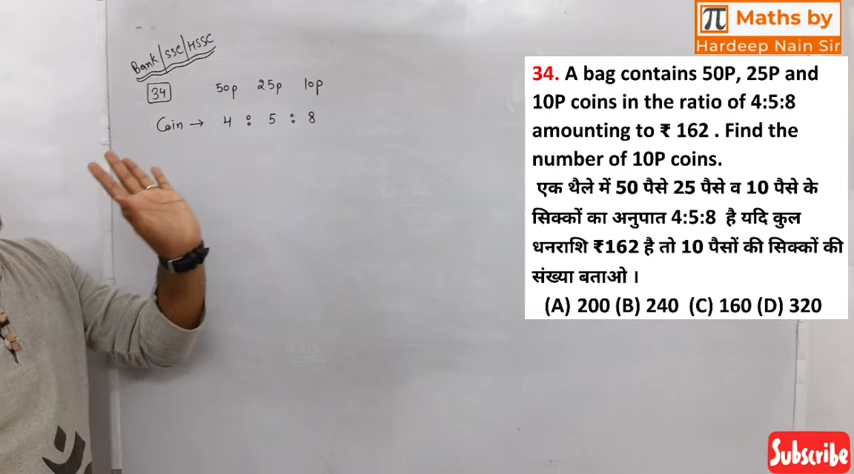 Bank/SSC/HSSC
34 50p 25p 10p
Coin → 4 : 5 : 8
π Maths by
Hardeep Nain Sir
34. A bag contains 50P, 25P and
10P coins in the ratio of 4:5:8
amounting to ₹ 162 . Find the
number of 10P coins.
एक थैले में 50 पैसे 25 पैसे व 10 पैसे के
सिक्कों का अनुपात 4:5:8 है यदि कुल
धनराशि ₹162 है तो 10 पैसों की सिक्कों की
संख्या बताओ ।
(A) 200 (B) 240 (C) 160 (D) 320
Subscribe